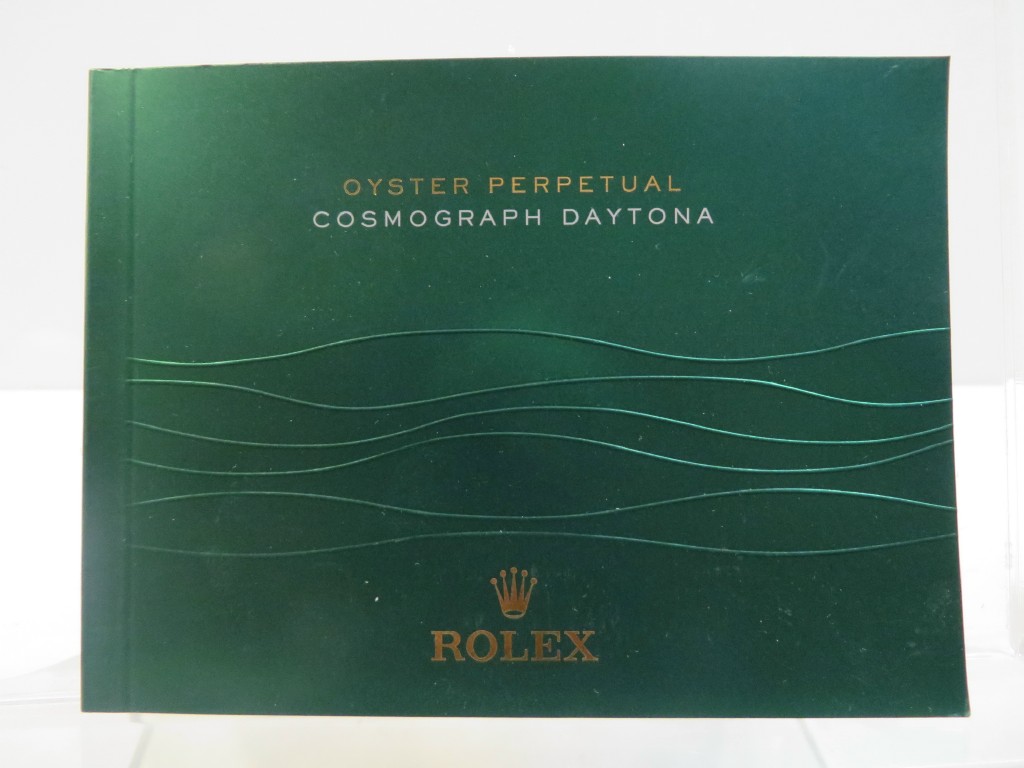 OYSTER PERPETUAL
COSMOGRAPH DAYTONA
ROLEX